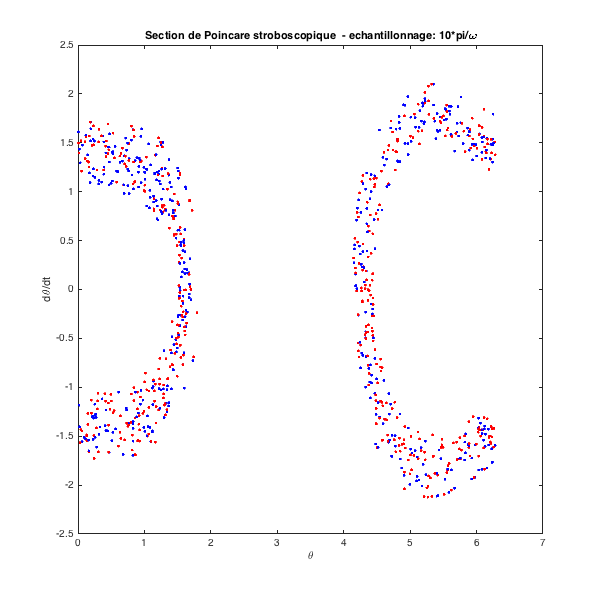 Section de Poincare stroboscopique - echantillonnage: 10*pi/ω
2.5
2
1.5
1
0.5
0
-0.5
-1
-1.5
-2
-2.5
dθ/dt
0 1 2 3 4 5 6 7
θ